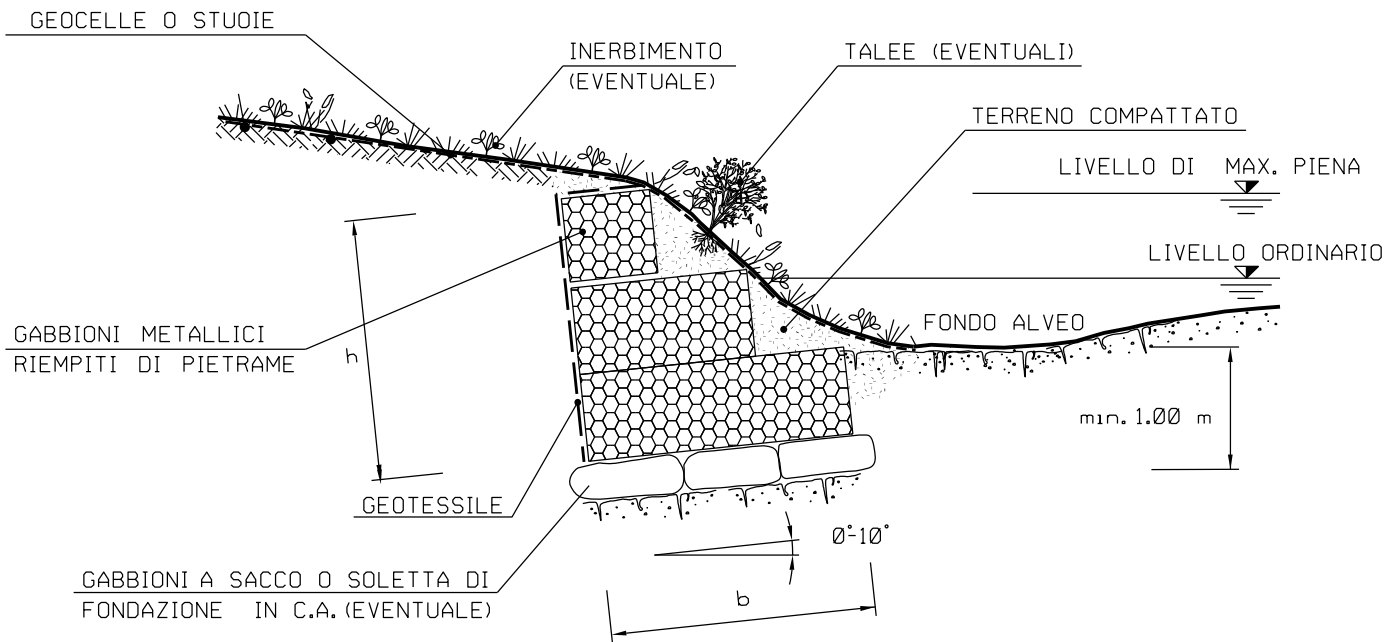 GEOCELLE O STUOIE
INERBIMENTO
(EVENTUALE)
TALEE (EVENTUALI)
TERRENO COMPATTATO
LIVELLO DI MAX. PIENA
LIVELLO ORDINARIO
FONDO ALVEO
GABBIONI METALLICI
RIEMPITI DI PIETRAME
h
min. 1.00 m
GEOTESSILE
0°-10°
GABBIONI A SACCO O SOLETTA DI
FONDAZIONE IN C.A. (EVENTUALE)
b